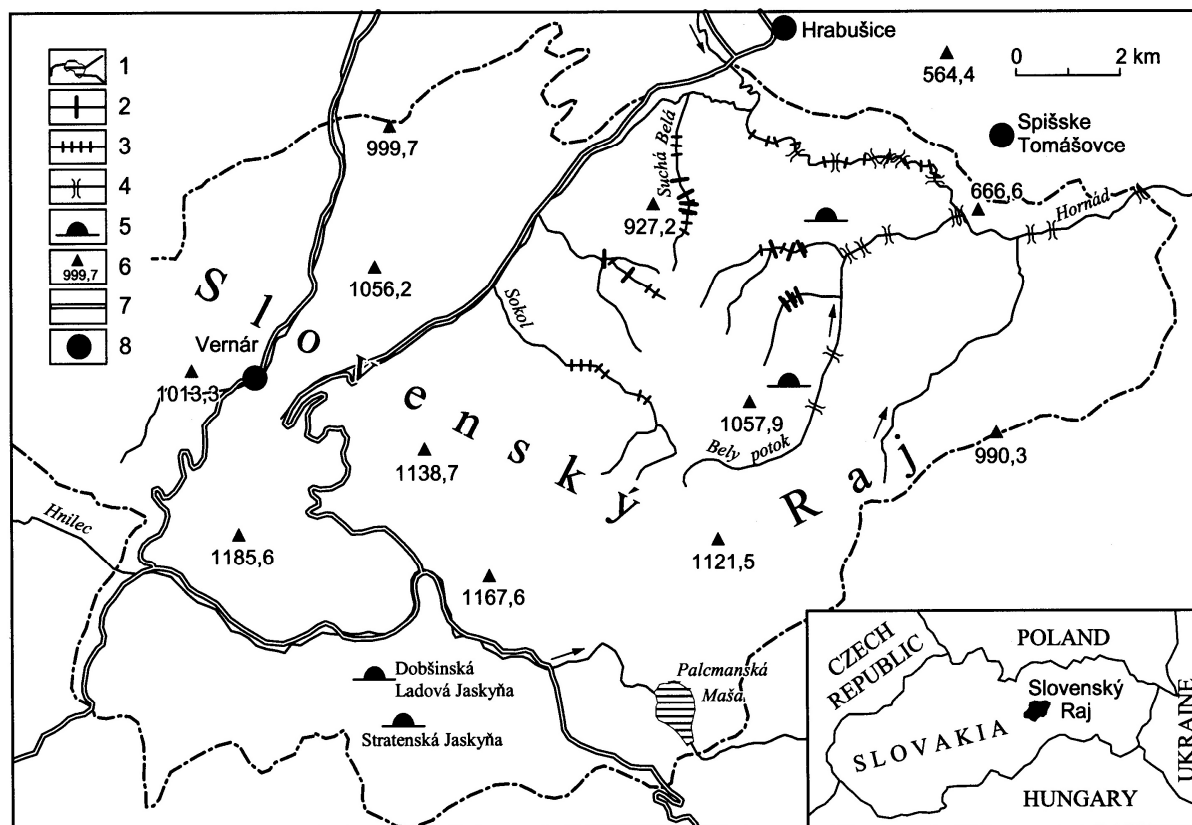 1
2
3
4
5
6
7
8
999,7
Hrabušice
564,4
0 2 km
Spišske
Tomášovce
999,7
Suchá Belá
927,2
666,6
Hornád
1056,2
Sokol
Vernár
1013,3
Slovenský Raj
1057,9
Bely potok
990,3
1138,7
Hnilec
1185,6
1167,6
1121,5
Dobšinská
Ladová Jaskyňa
Stratenská Jaskyňa
Palcmanská
Maša
CZECH
REPUBLIC
POLAND
Slovenský
Raj
SLOVAKIA
UKRAINE
HUNGARY